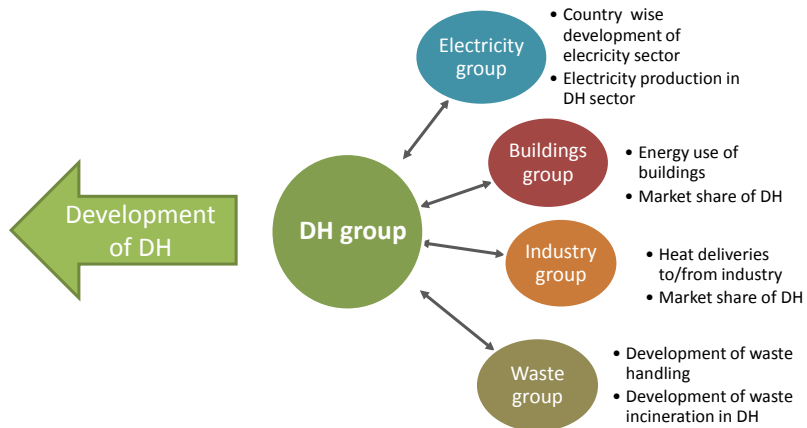 Development
of DH
DH group
Electricity
group
• Country wise
development of
elecricity sector
• Electricity production in
DH sector
Buildings
group
• Energy use of
buildings
• Market share of DH
Industry
group
• Heat deliveries
to/from industry
• Market share of DH
Waste
group
• Development of waste
handling
• Development of waste
incineration in DH